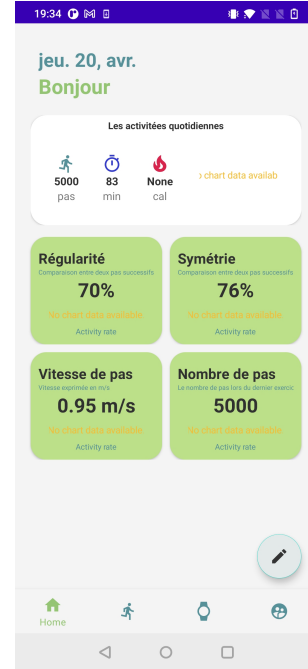 19:34
jeu. 20, avr.
Bonjour
Les activitées quotidiennes
5000 83 None
pas min cal
chart data availab
Régularité
Comparaison entre deux pas successifs
70%
No chart data available.
Activity rate
Symétrie
Comparaison entre deux pas successifs
76%
No chart data available.
Activity rate
Vitesse de pas
Vitesse exprimée en m/s
0.95 m/s
No chart data available.
Activity rate
Nombre de pas
Le nombre de pas lors du dernier exercic
5000
No chart data available.
Activity rate
Home